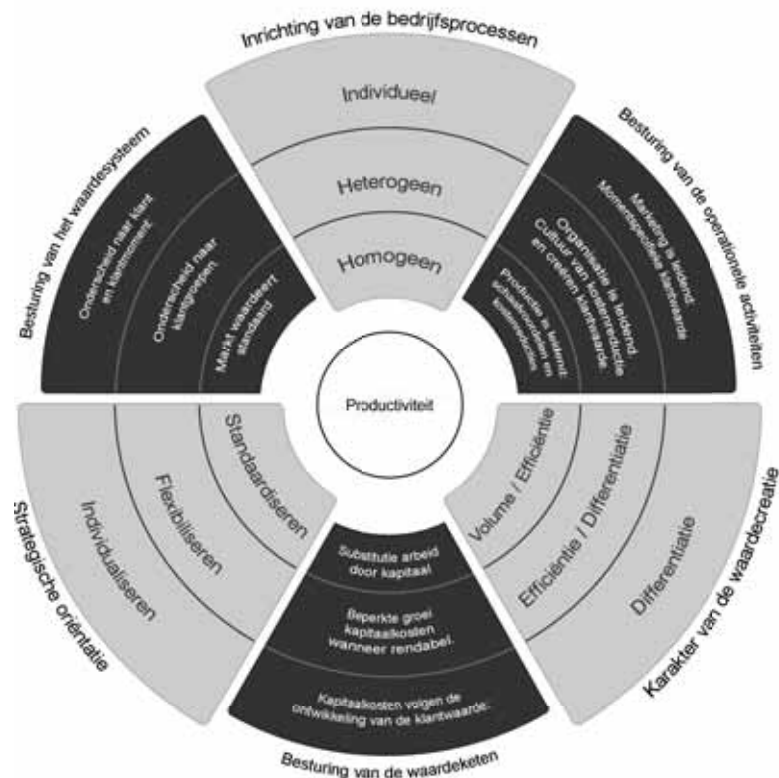 Inrichting van de bedrijfsprocessen
Individueel
Heterogeen
Homogeen
Besturing van de operationele activiteiten
Marketing is leidend:
Momentspecifieke klantwaarde
Organisatie is leidend.
Cultuur van kostenreductie
en creëren klantwaarde
Productie is leidend:
schaalvoordelen en
kostenreducties
Karakter van de waardecreatie
Differentiatie
Efficiëntie / Differentiatie
Volume / Efficiëntie
Besturing van de waardeketen
Substitutie arbeid
door kapitaal
Beperkte groei
kapitaalkosten
wanneer rendabel.
Kapitaalkosten volgen de
ontwikkeling van de klantwaarde.
Strategische oriëntatie
Individualiseren
Flexibiliseren
Standaardiseren
Besturing van het waardesysteem
Onderscheid naar klant
en klantmoment
Onderscheid naar
klantgroepen
Markt waardeert
standaard
Productiviteit